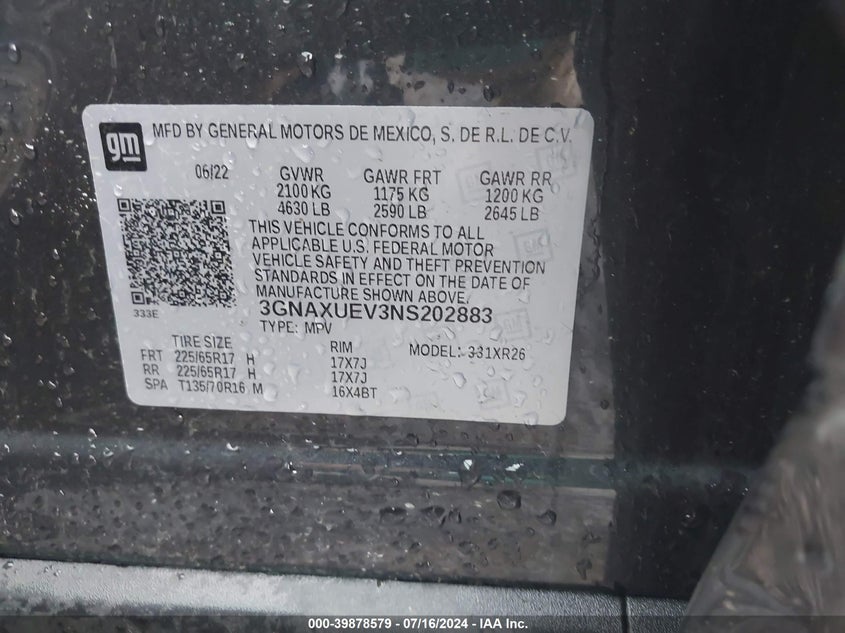 gm
MFD BY GENERAL MOTORS DE MEXICO, S. DE R.L. DE C.V.
06/22 GVWR GAWR FRT GAWR RR
2100 KG 1175 KG 1200 KG
4630 LB 2590 LB 2645 LB
THIS VEHICLE CONFORMS TO ALL
APPLICABLE U.S. FEDERAL MOTOR
VEHICLE SAFETY AND THEFT PREVENTION
STANDARDS IN EFFECT ON THE DATE OF
MANUFACTURE SHOWN ABOVE.
333E
3GNAXUEV3NS202883
TYPE: MPV
TIRE SIZE RIM MODEL: 331XR26
FRT 225/65R17 H 17X7J
RR 225/65R17 H 17X7J
SPA T135/70R16 M 16X4BT
000-39878579 - 07/16/2024 - IAA Inc.